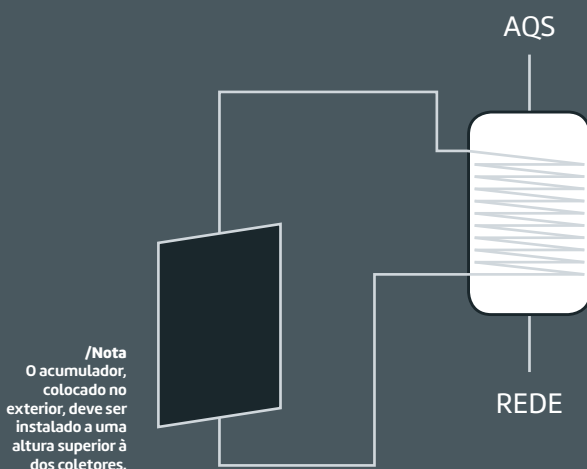 AQS
/Nota
O acumulador,
colocado no
exterior, deve ser
instalado a uma
altura superior à
dos coletores.
REDE